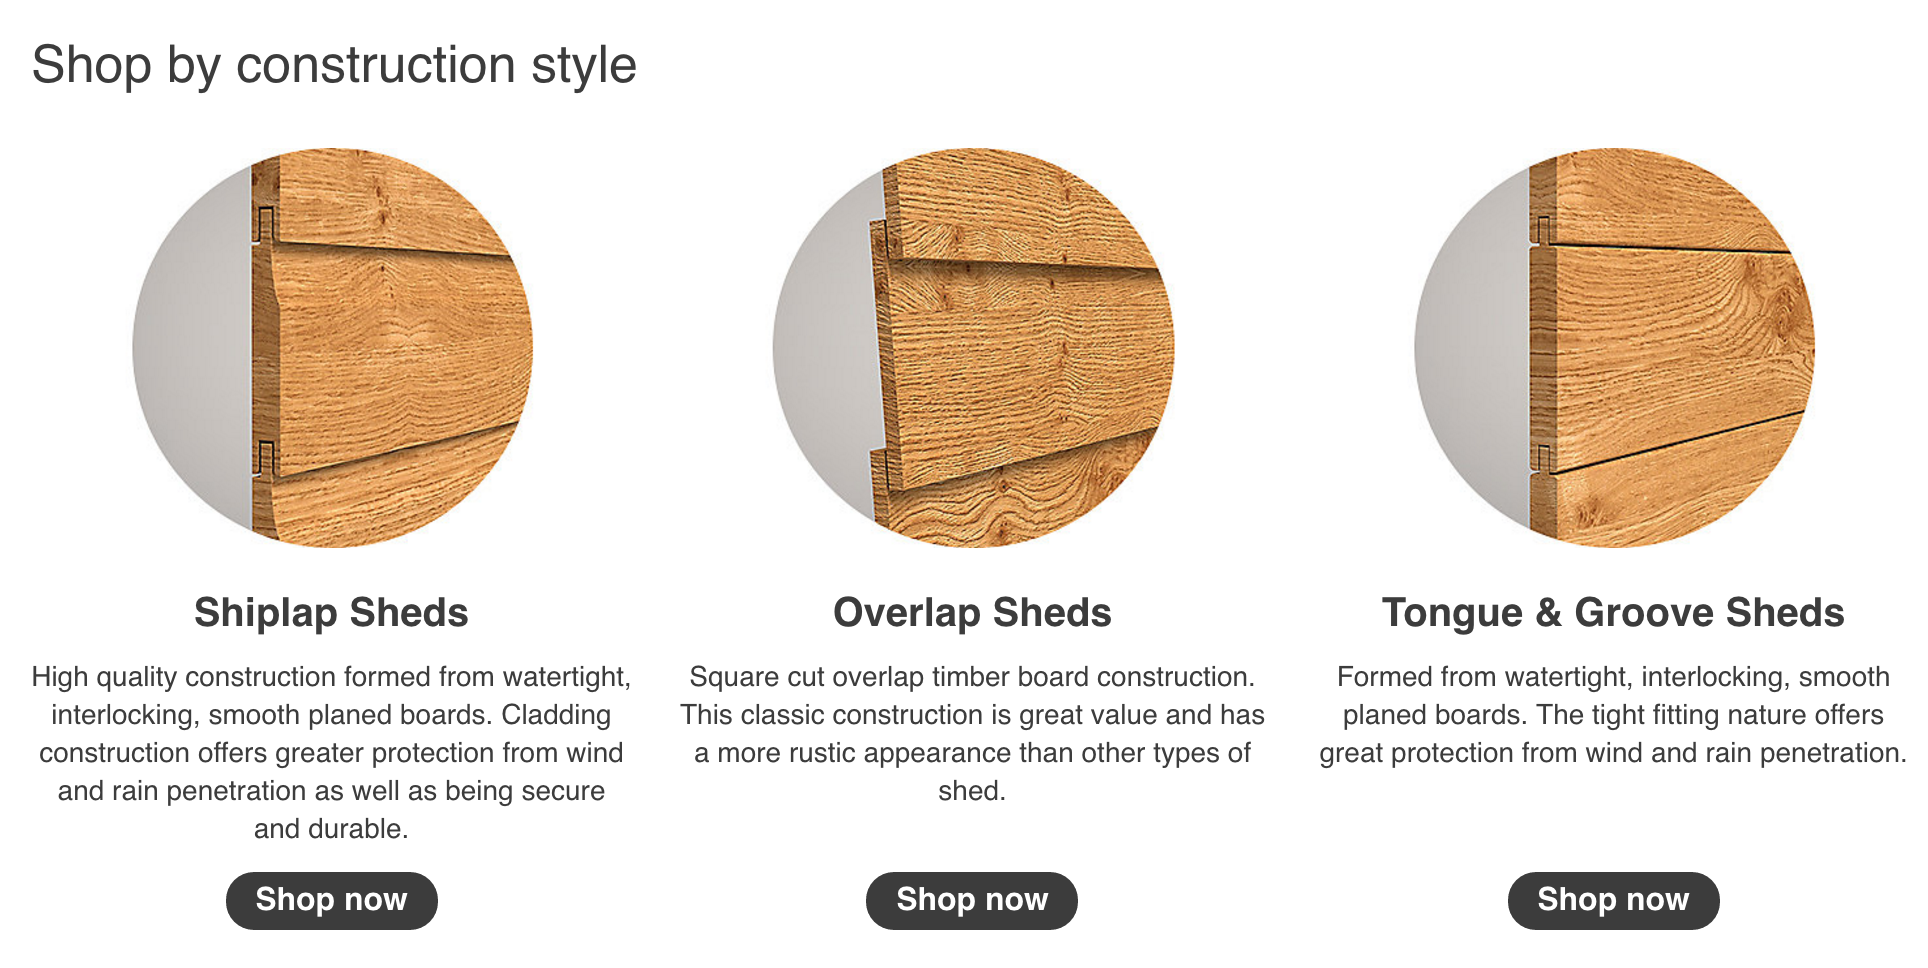 Shop by construction style
Shiplap Sheds
High quality construction formed from watertight,
interlocking, smooth planed boards. Cladding
construction offers greater protection from wind
and rain penetration as well as being secure
and durable.
Shop now
Overlap Sheds
Square cut overlap timber board construction.
This classic construction is great value and has
a more rustic appearance than other types of
shed.
Shop now
Tongue & Groove Sheds
Formed from watertight, interlocking, smooth
planed boards. The tight fitting nature offers
great protection from wind and rain penetration.
Shop now